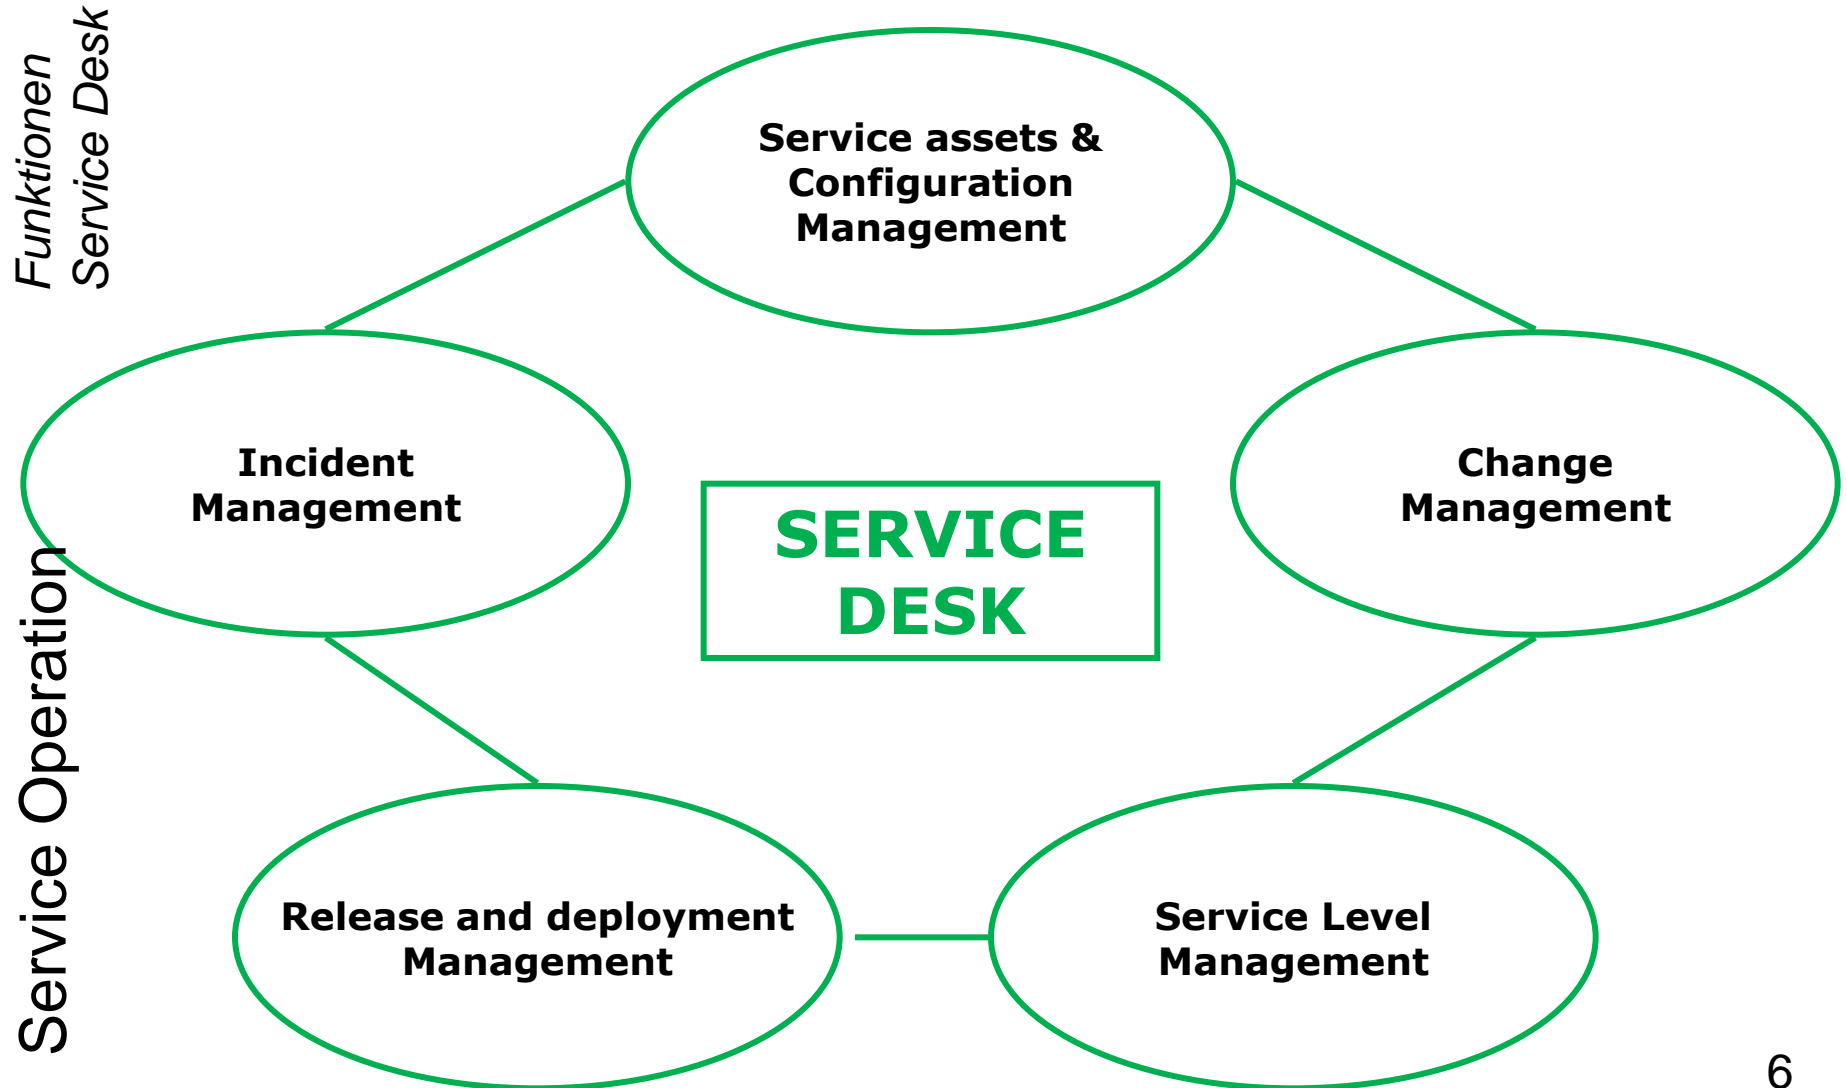 Funktionen
Service Desk
Service Operation
Service assets &
Configuration
Management
Incident
Management
Change
Management
SERVICE
DESK
Release and deployment
Management
Service Level
Management
6